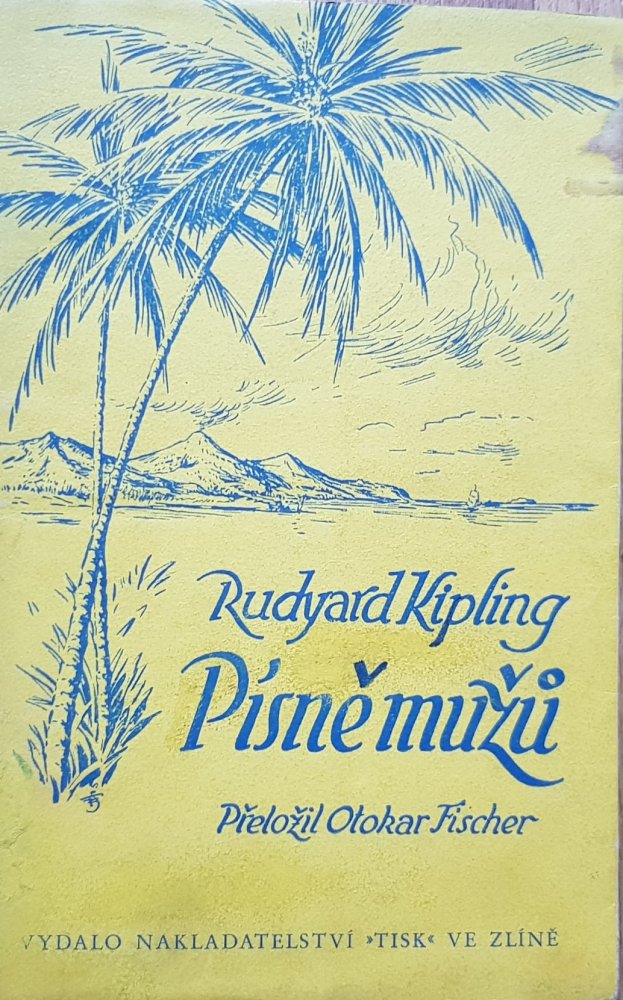 Rudyard Kipling
Písně mužů
Přeložil Otokar Fischer
VYDALO NAKLADATELSTVÍ »TISK« VE ZLÍNĚ